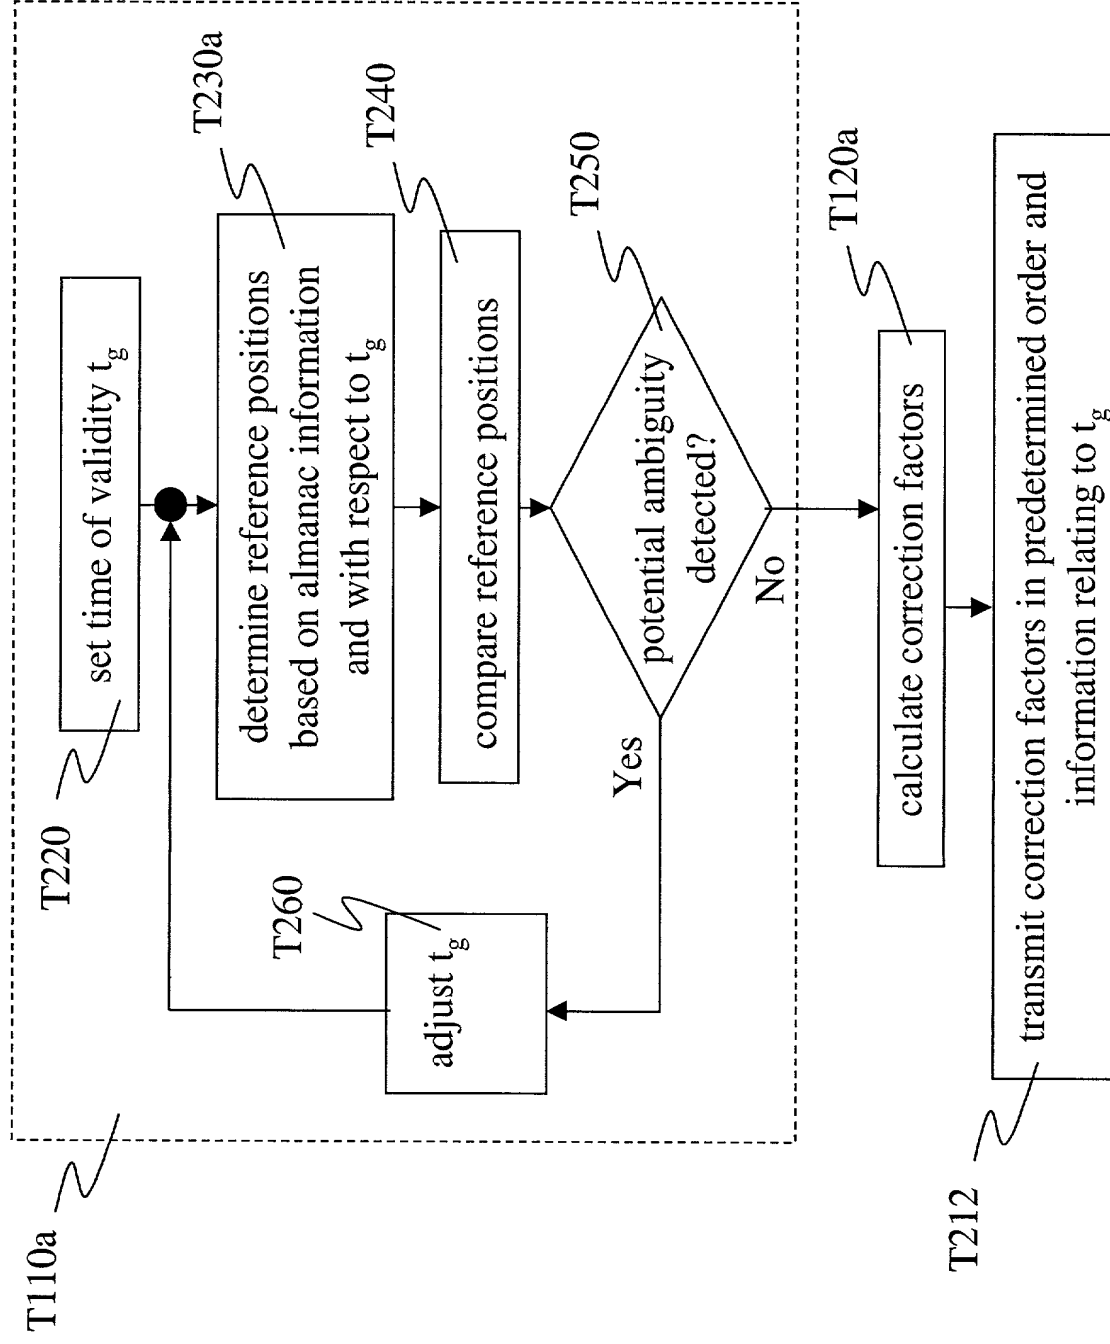 T110a
T220
set time of validity t_g
T230a
determine reference positions
based on almanac information
and with respect to t_g
T240
compare reference positions
T250
potential ambiguity
detected?
Yes
No
T260
adjust t_g
T120a
calculate correction factors
T212
transmit correction factors in predetermined order and
information relating to t_g